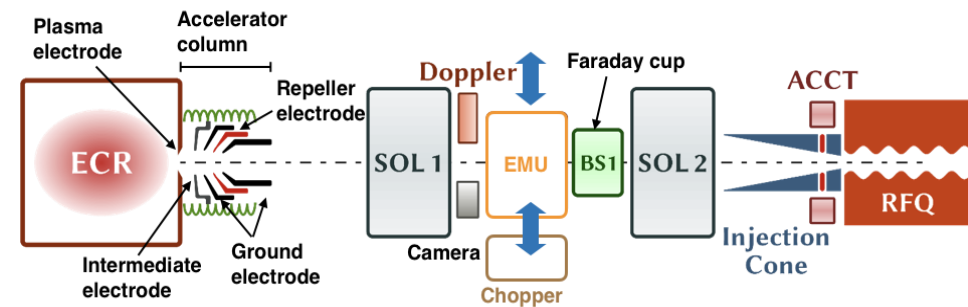 Plasma
electrode
Accelerator
column
Repeller
electrode
ECR
Intermediate
electrode
Ground
electrode
SOL 1
Doppler
Camera
EMU
Chopper
Faraday cup
BS1
SOL 2
ACCT
Injection
Cone
RFQ